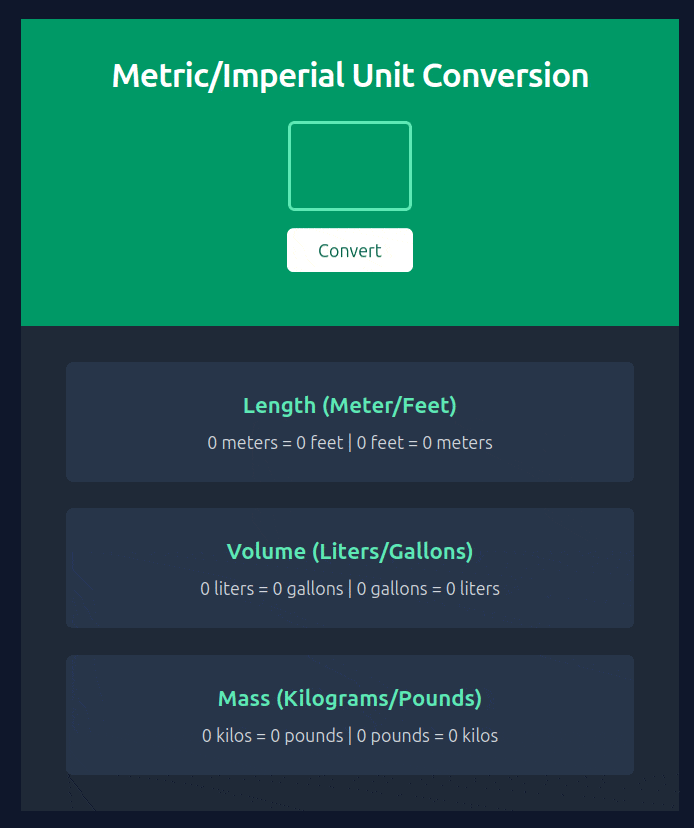 Metric/Imperial Unit Conversion
Convert
Length (Meter/Feet)
0 meters = 0 feet | 0 feet = 0 meters
Volume (Liters/Gallons)
0 liters = 0 gallons | 0 gallons = 0 liters
Mass (Kilograms/Pounds)
0 kilos = 0 pounds | 0 pounds = 0 kilos